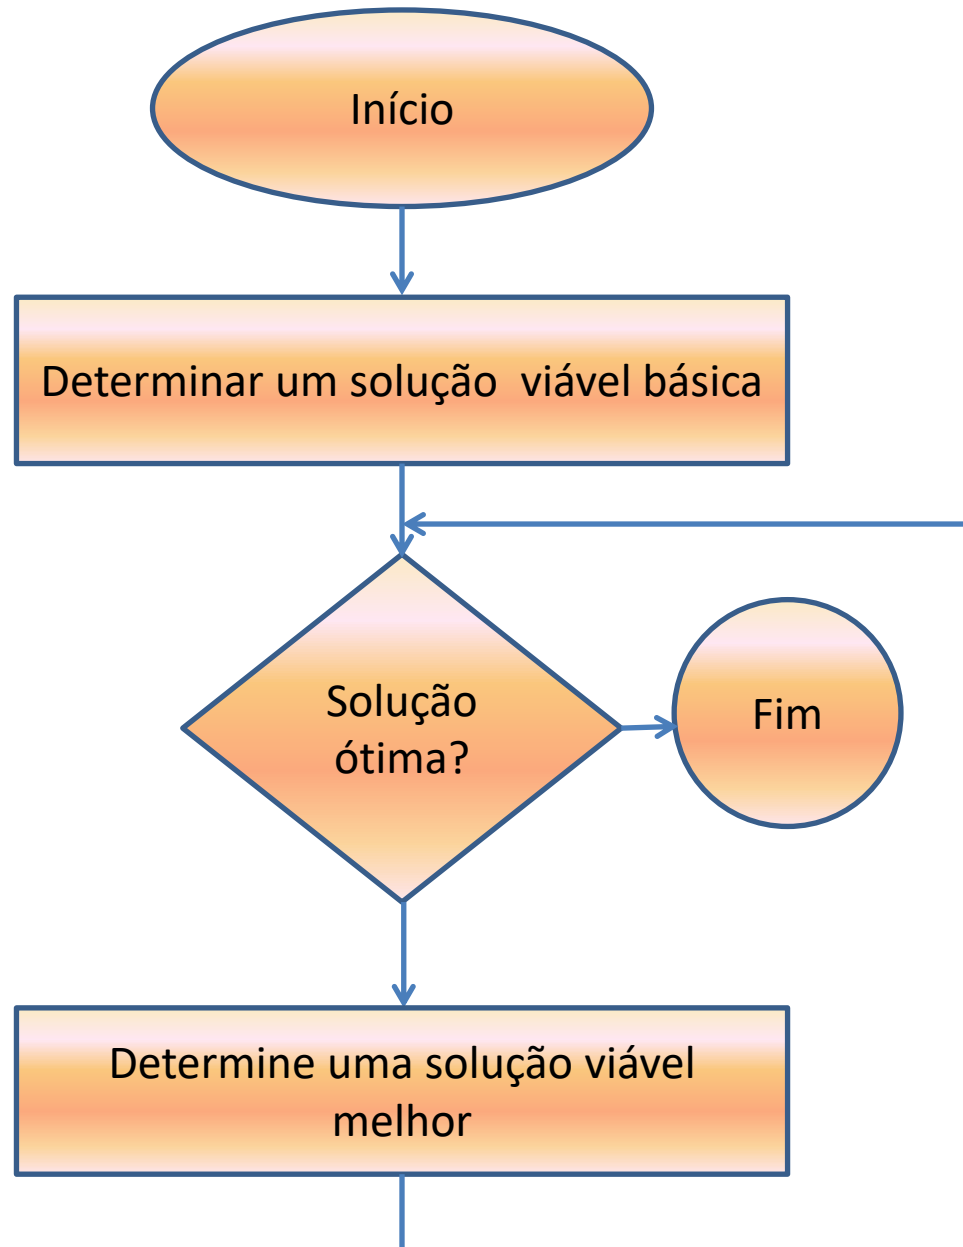 Início
Determinar um solução viável básica
Solução
ótima?
Fim
Determine uma solução viável
melhor